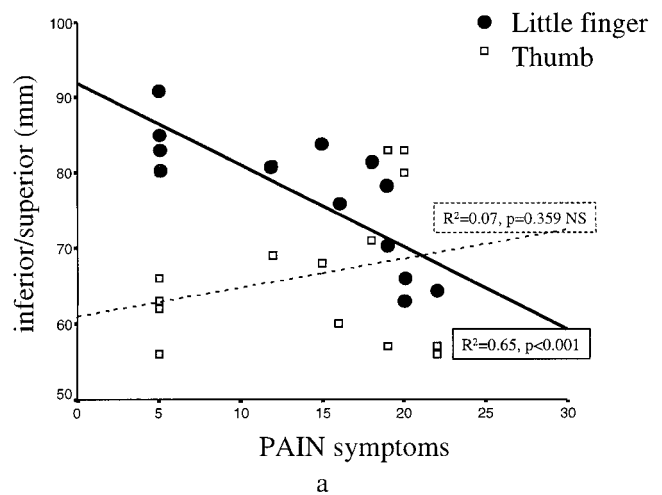 Little finger
Thumb
100
90
80
70
60
50
inferior/superior (mm)
R²=0.07, p=0.359 NS
R²=0.65, p<0.001
0
5
10
15
20
25
30
PAIN symptoms
a